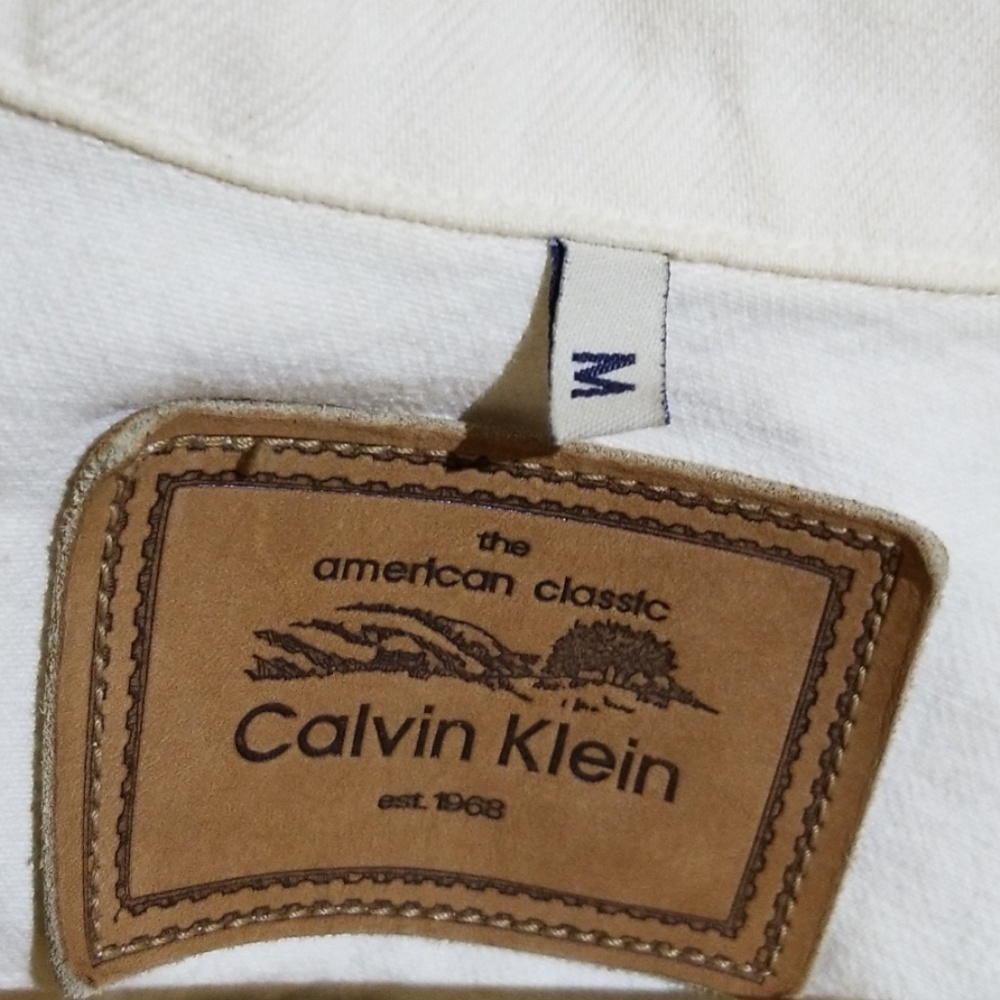 M
the
american classic
Calvin Klein
est. 1968